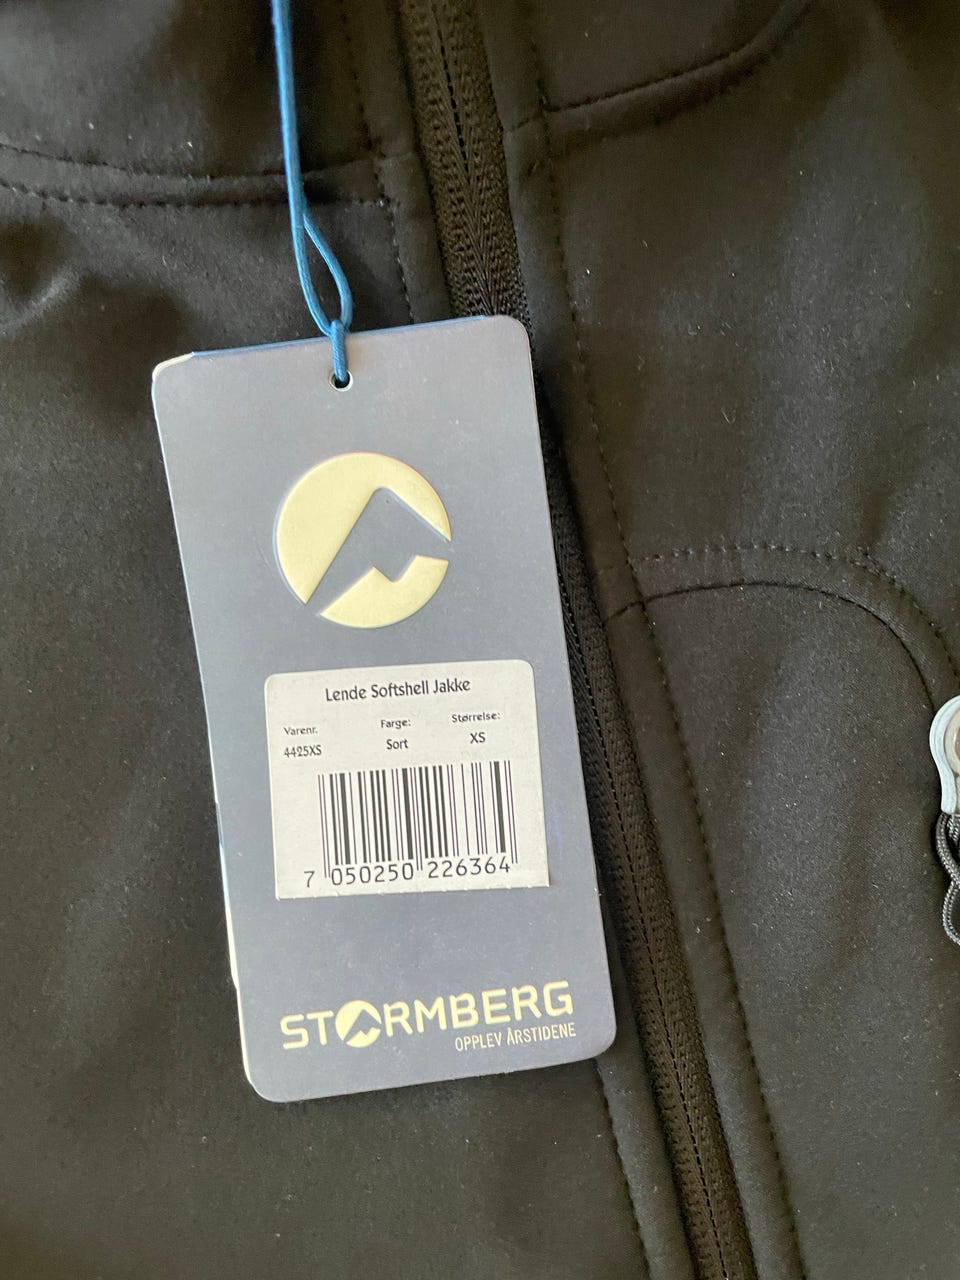 Lende Softshell Jakke
Varenr. Farge: Størrelse:
4425XS Sort XS
7 050250 226364
STORMBERG
OPPLEV ÅRSTIDENE